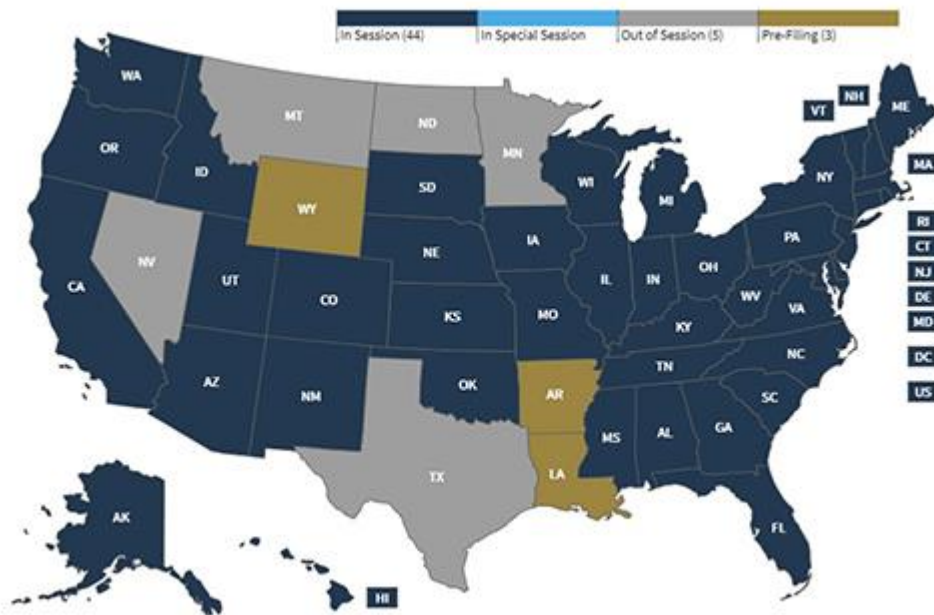 In Session (44)
In Special Session
Out of Session (5)
Pre-Filing (3)
WA
MT
ND
MN
VT
NH
ME
OR
ID
SD
WI
MI
NY
MA
WY
RI
CT
NJ
DE
MD
DC
US
NV
CA
UT
CO
NE
IA
IL
IN
OH
PA
WV
VA
KS
MO
KY
NC
AZ
NM
OK
AR
TN
SC
MS
AL
GA
TX
LA
FL
AK
HI